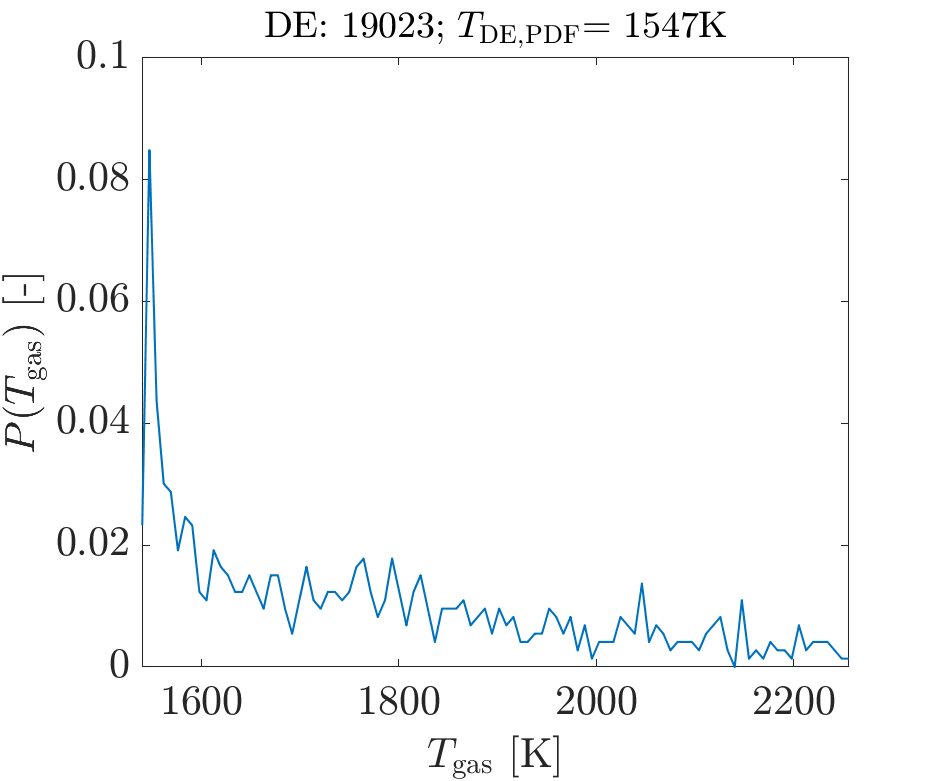 DE: 19023; T_DE,PDF= 1547K
0.1
0.08
0.06
0.04
0.02
0
P(T_gas) [-]
1600 1800 2000 2200
T_gas [K]